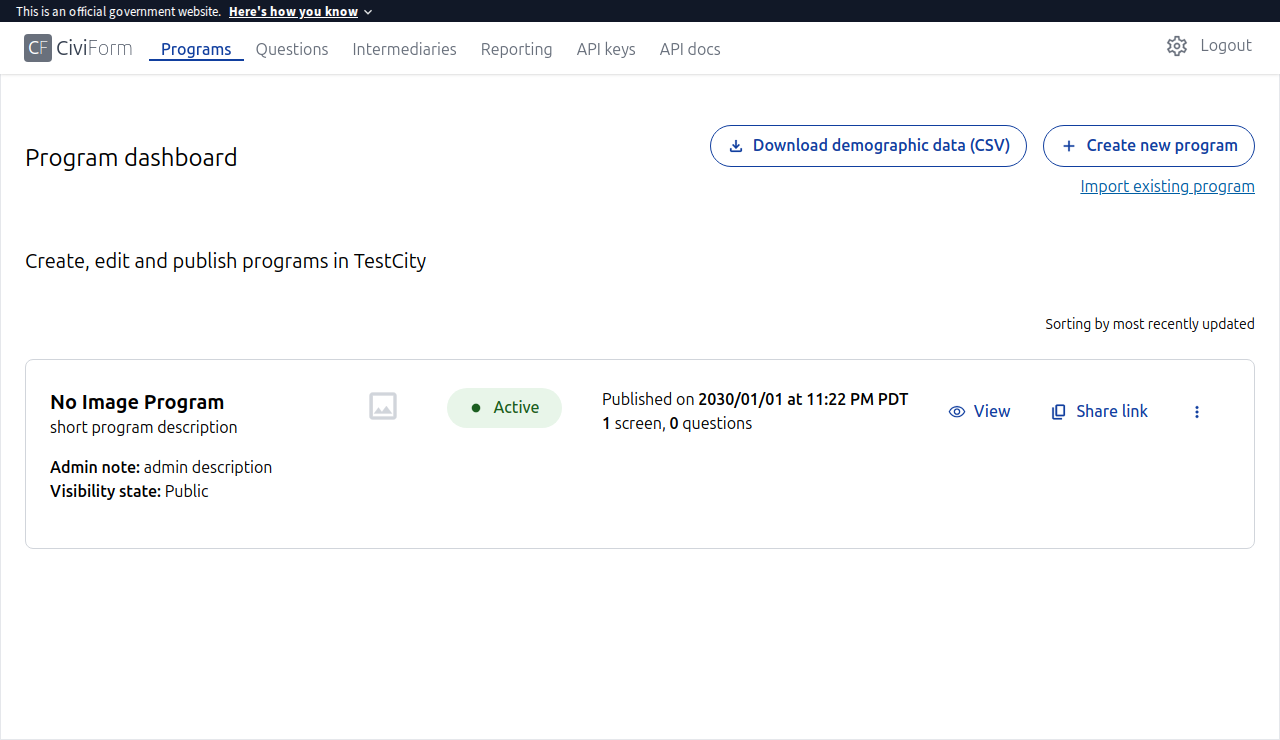 This is an official government website. Here's how you know
CF CiviForm Programs Questions Intermediaries Reporting API keys API docs Logout
Program dashboard
Download demographic data (CSV)
Create new program
Import existing program
Create, edit and publish programs in TestCity
Sorting by most recently updated
No Image Program
short program description
Admin note: admin description
Visibility state: Public
Active
Published on 2030/01/01 at 11:22 PM PDT
1 screen, 0 questions
View
Share link